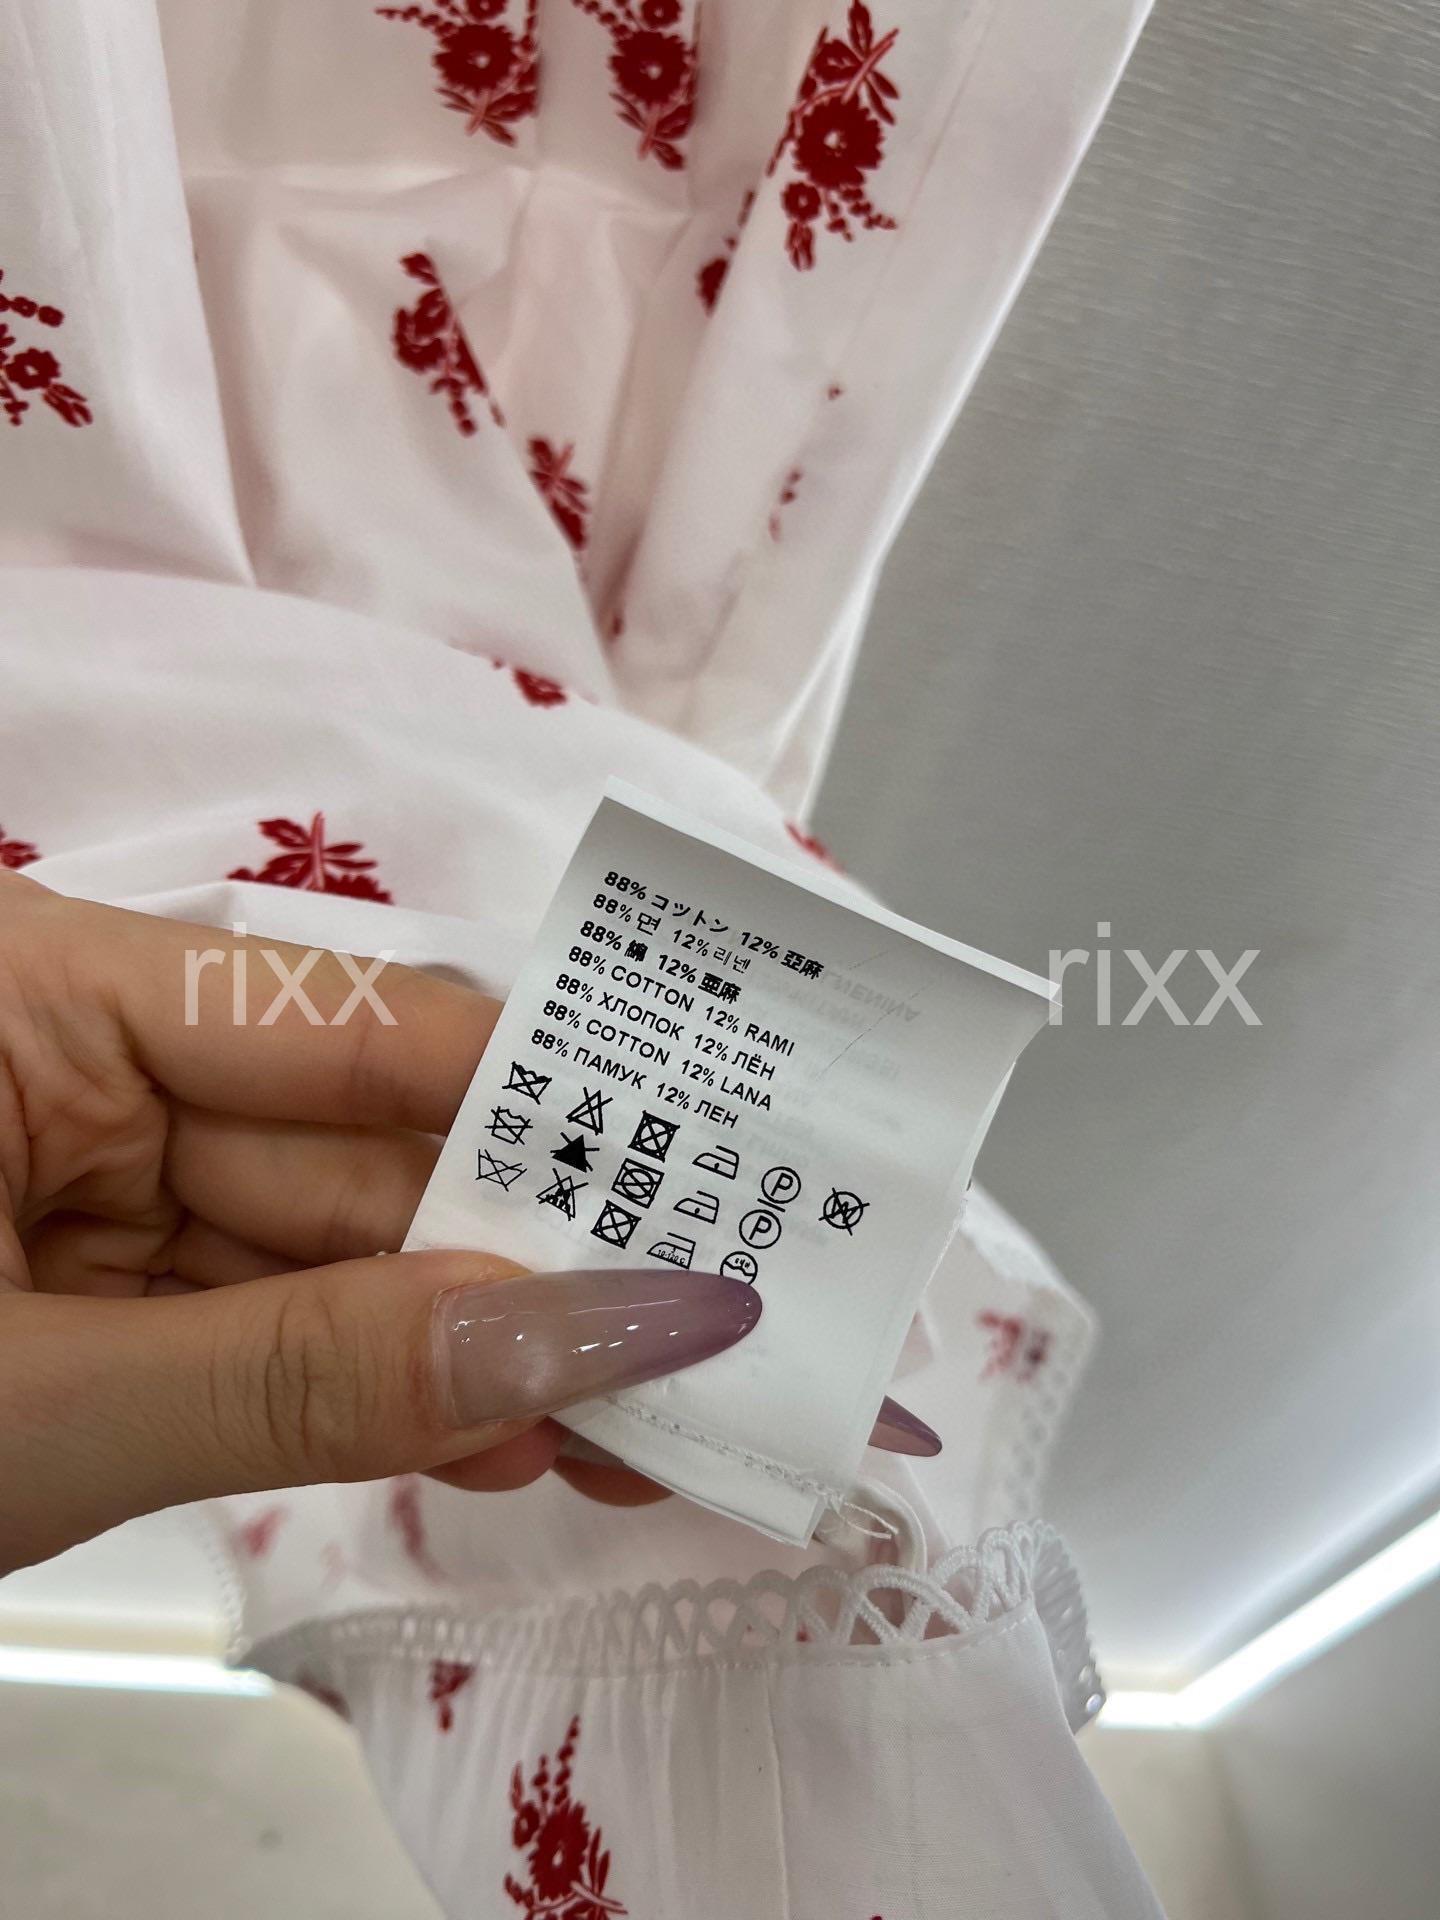 88% コットン 12% 亞麻
88% 면 12% 리넨
88% 綿 12% 亜麻
88% COTTON 12% RAMI
88% ХЛОПОК 12% ЛЁН
88% COTTON 12% LANA
88% ПАМУК 12% ЛЕН
P
W
P
rixx
rixx